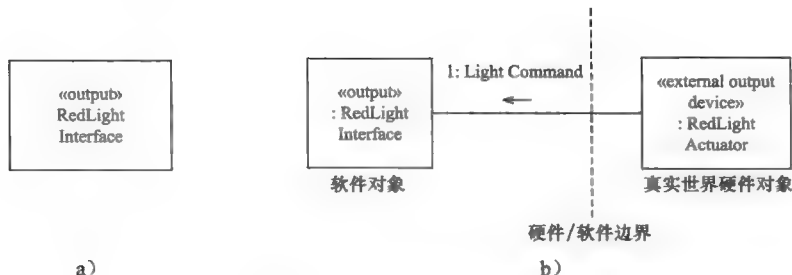 «output»
RedLight
Interface
a）
1: Light Command
«output»
: RedLight
Interface
软件对象
«external output
device»
: RedLight
Actuator
真实世界硬件对象
硬件/软件边界
b）